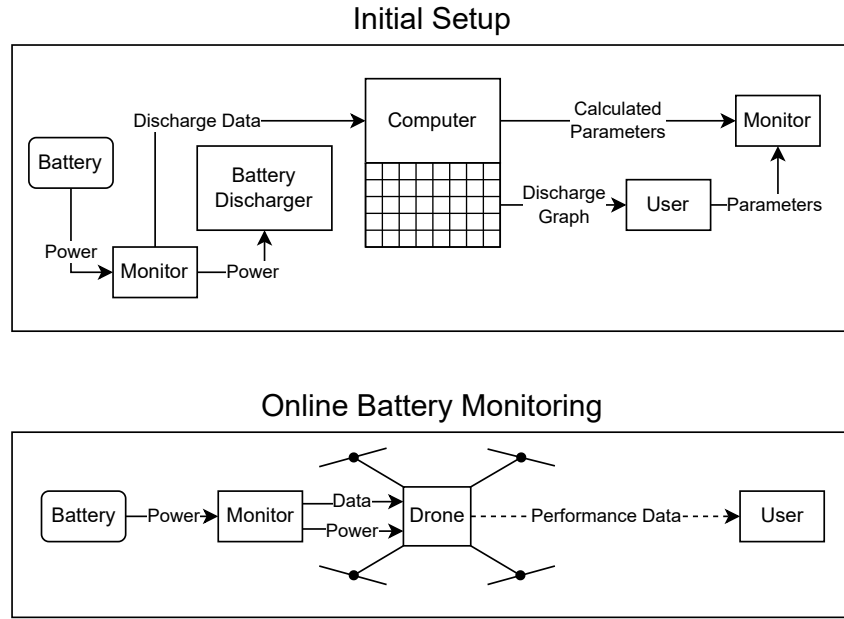 Initial Setup
Discharge Data
Computer
Calculated
Parameters
Monitor
Battery
Battery
Discharger
Discharge
Graph
User
Parameters
Power
Monitor
Power
Online Battery Monitoring
Battery
Power
Monitor
Data
Power
Drone
Performance Data
User